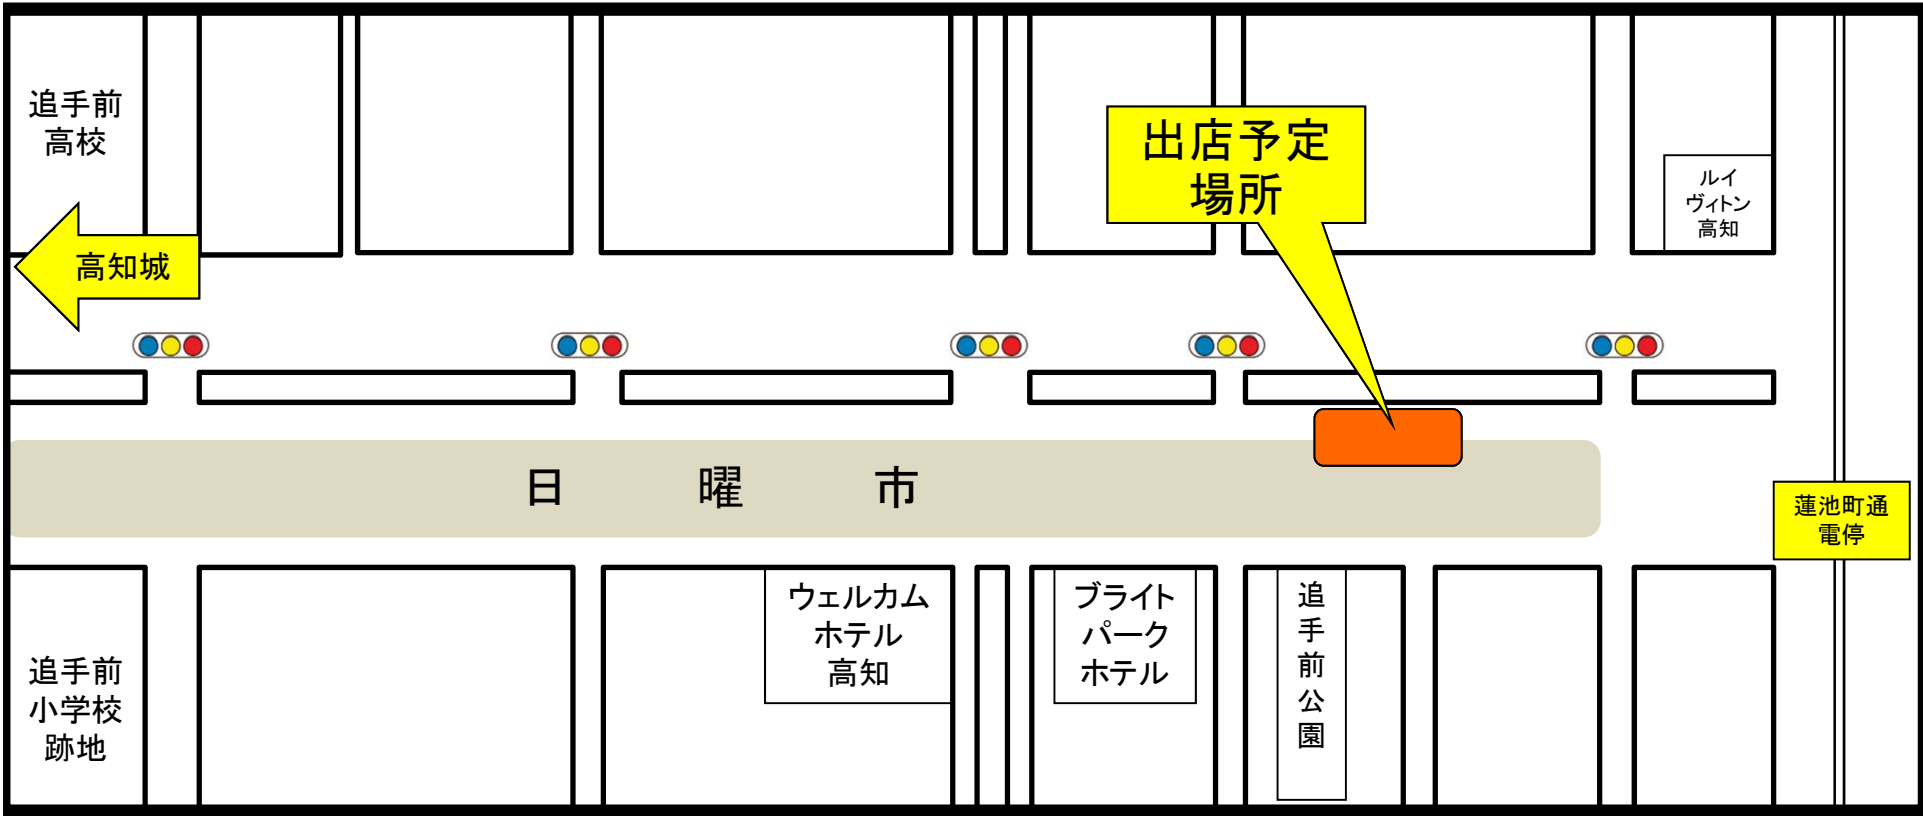 追手前
高校
出店予定
場所
ルイ
ヴィトン
高知
高知城
日曜市
蓮池町通
電停
ウェルカム
ホテル
高知
ブライト
パーク
ホテル
追手前公園
追手前
小学校
跡地